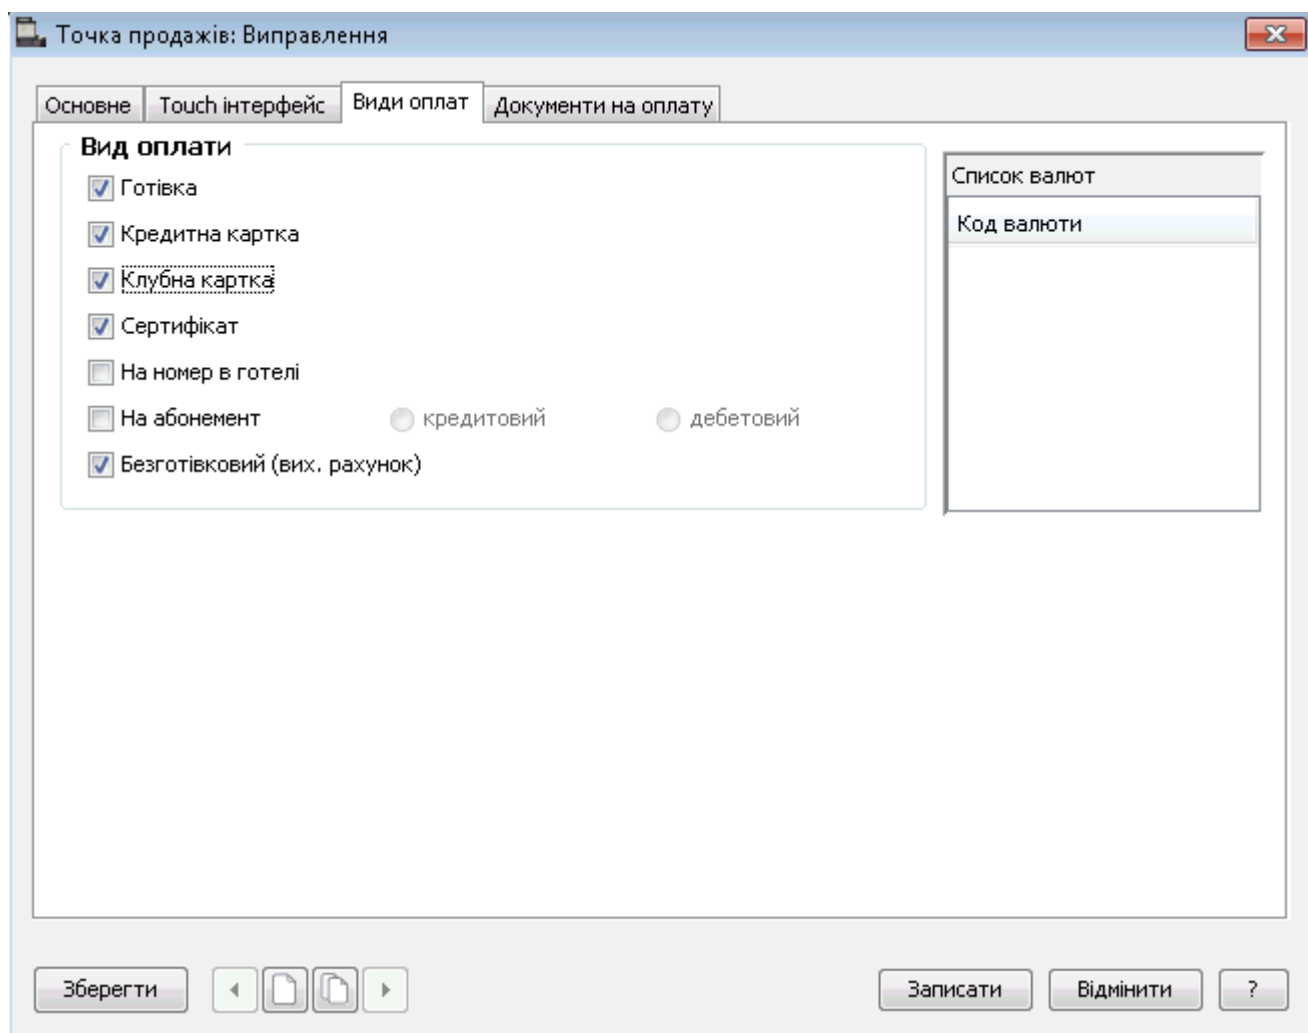 Точка продажів: Виправлення
Основне Touch інтерфейс Види оплат Документи на оплату
Вид оплати
Готівка
Кредитна картка
Клубна картка
Сертифікат
На номер в готелі
На абонемент кредитовий дебетовий
Безготівковий (вих. рахунок)
Список валют
Код валюти
Зберегти Записати Відмінити ?